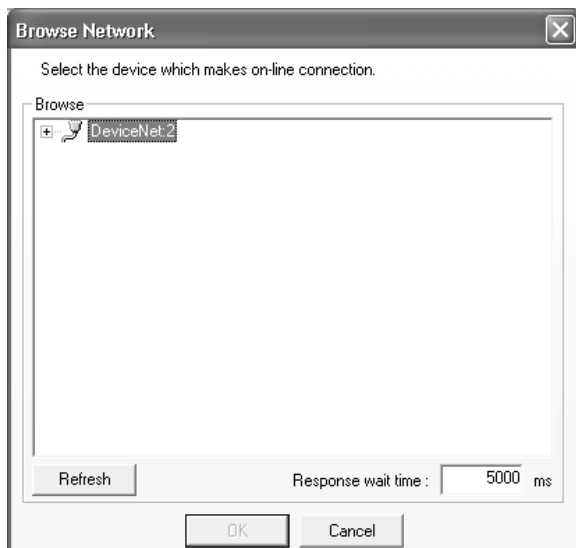 Browse Network
Select the device which makes on-line connection.
Browse
DeviceNet:2
Refresh
Response wait time : 5000 ms
OK Cancel